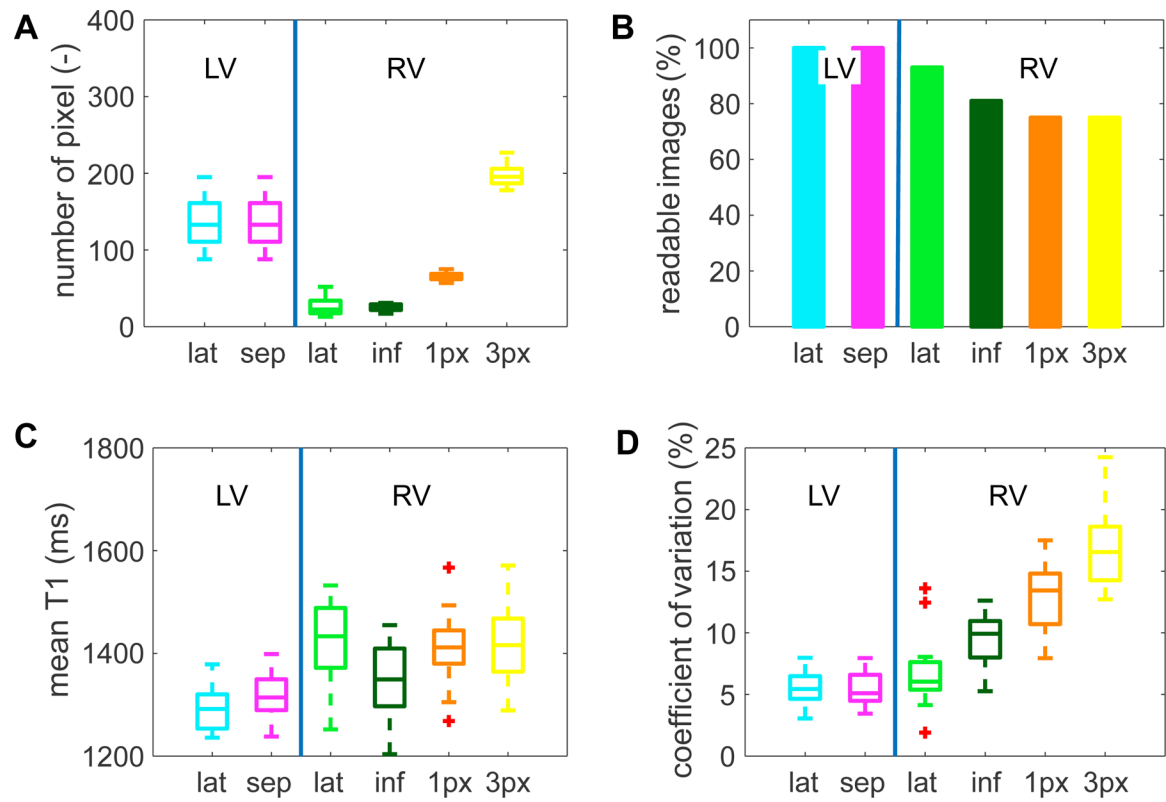 A
number of pixel (-)
400
300
200
100
0
LV
RV
lat sep lat inf 1px 3px
B
readable images (%)
100
80
60
40
20
0
LV
RV
lat sep lat inf 1px 3px
C
mean T1 (ms)
1800
1600
1400
1200
LV
RV
lat sep lat inf 1px 3px
D
coefficient of variation (%)
25
20
15
10
5
0
LV
RV
lat sep lat inf 1px 3px